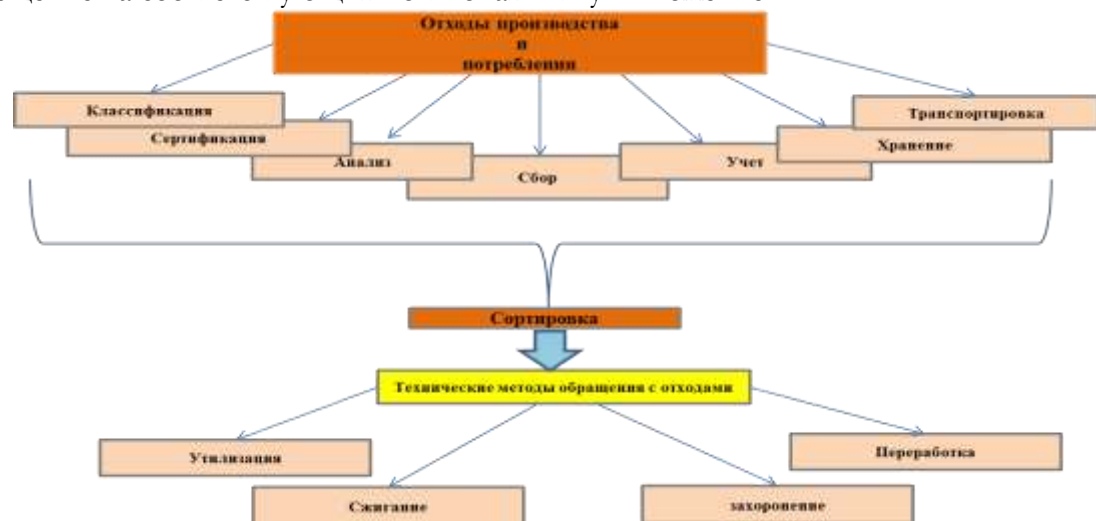 Отходы производства
и
потребления
Классификация
Сертификация
Анализ
Сбор
Учет
Хранение
Транспортировка
Сортировка
Технические методы обращения с отходами
Утилизация
Сжигание
захоронение
Переработка